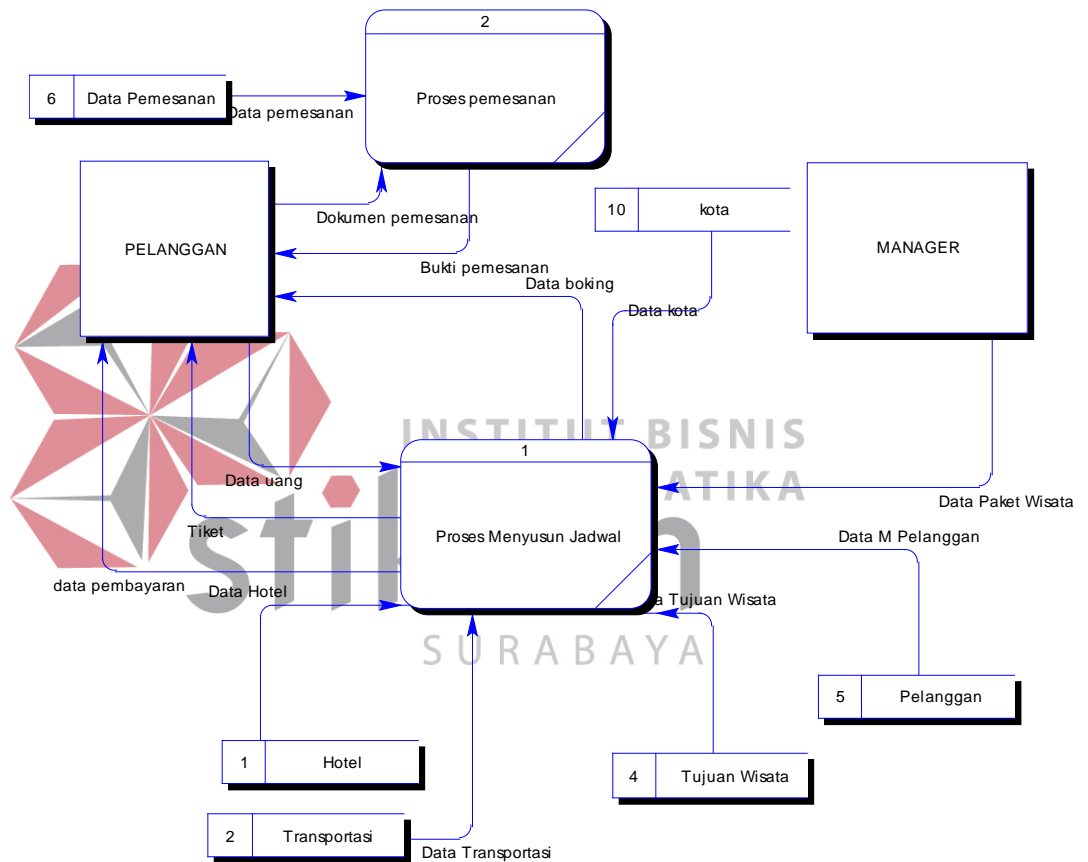 2
Proses pemesanan
6 Data Pemesanan
Data pemesanan
PELANGGAN
Dokumen pemesanan
10 kota
MANAGER
Bukti pemesanan
Data boking
Data kota
INSTITUT BISNIS
ATIKA
1
Proses Menyusun Jadwal
Data uang
Tiket
data pembayaran
Data Hotel
Data Paket Wisata
Data M Pelanggan
a Tujuan Wisata
SURABAYA
5 Pelanggan
1 Hotel
4 Tujuan Wisata
2 Transportasi
Data Transportasi